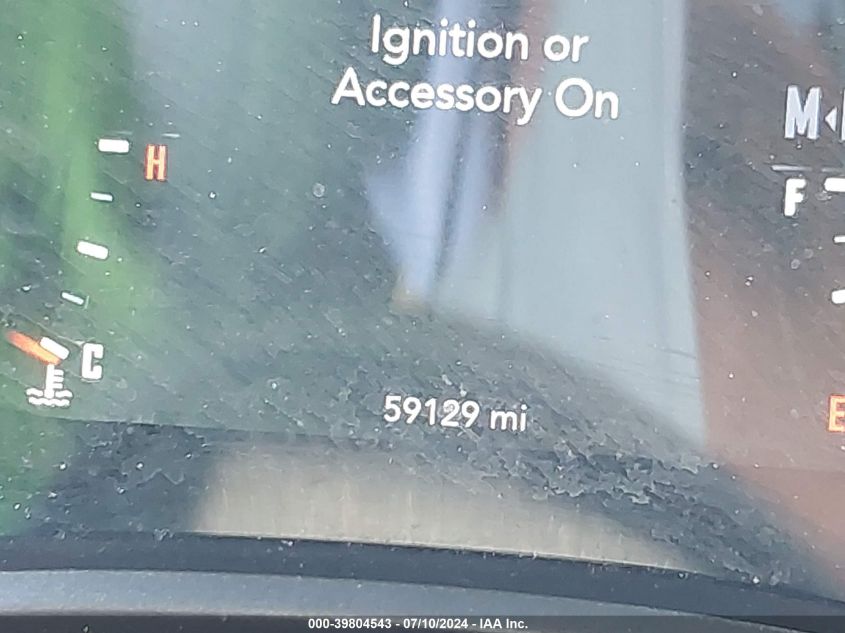 Ignition or
Accessory On
M
H
F
C
59129 mi
E
000-39804543 - 07/10/2024 - IAA Inc.